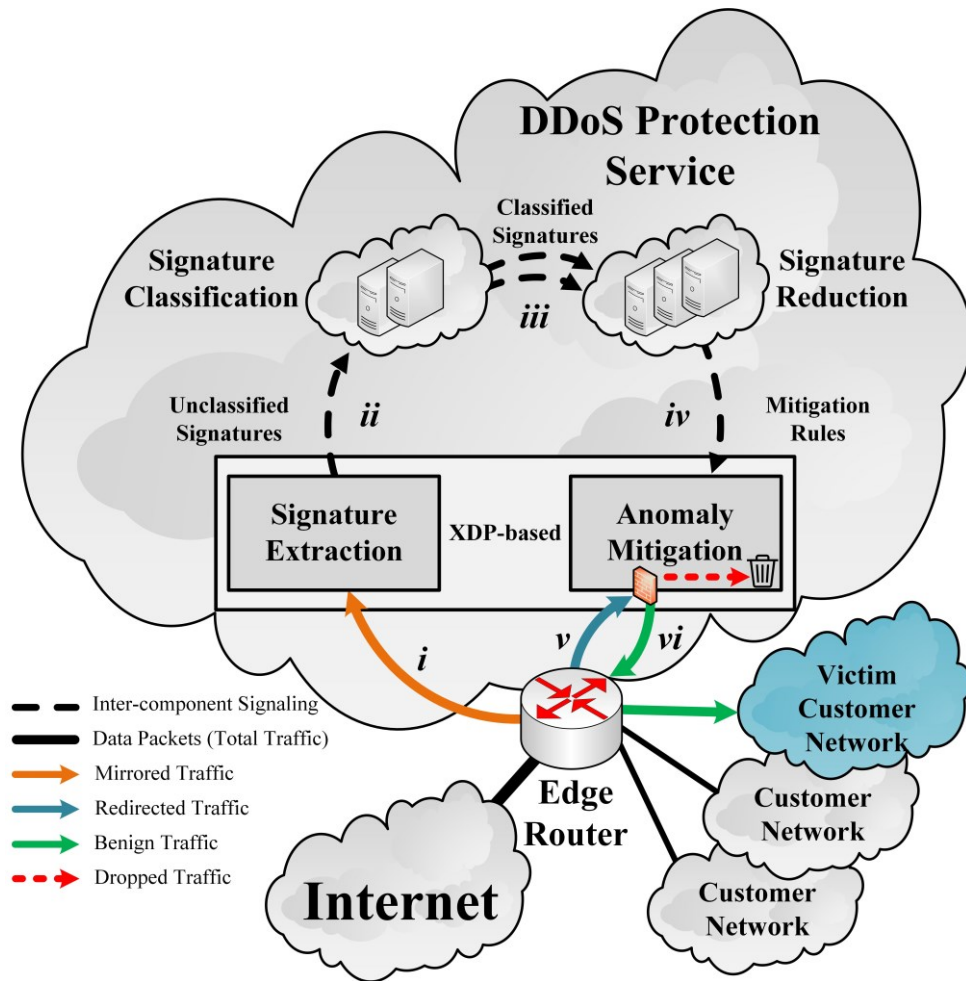 DDoS Protection
Service
Classified
Signatures
Signature
Classification
iii
Signature
Reduction
Unclassified
Signatures
ii
iv
Mitigation
Rules
Signature
Extraction
XDP-based
Anomaly
Mitigation
i
v
vi
Victim
Customer
Network
Inter-component Signaling
Data Packets (Total Traffic)
Mirrored Traffic
Redirected Traffic
Benign Traffic
Dropped Traffic
Edge
Router
Customer
Network
Internet
Customer
Network